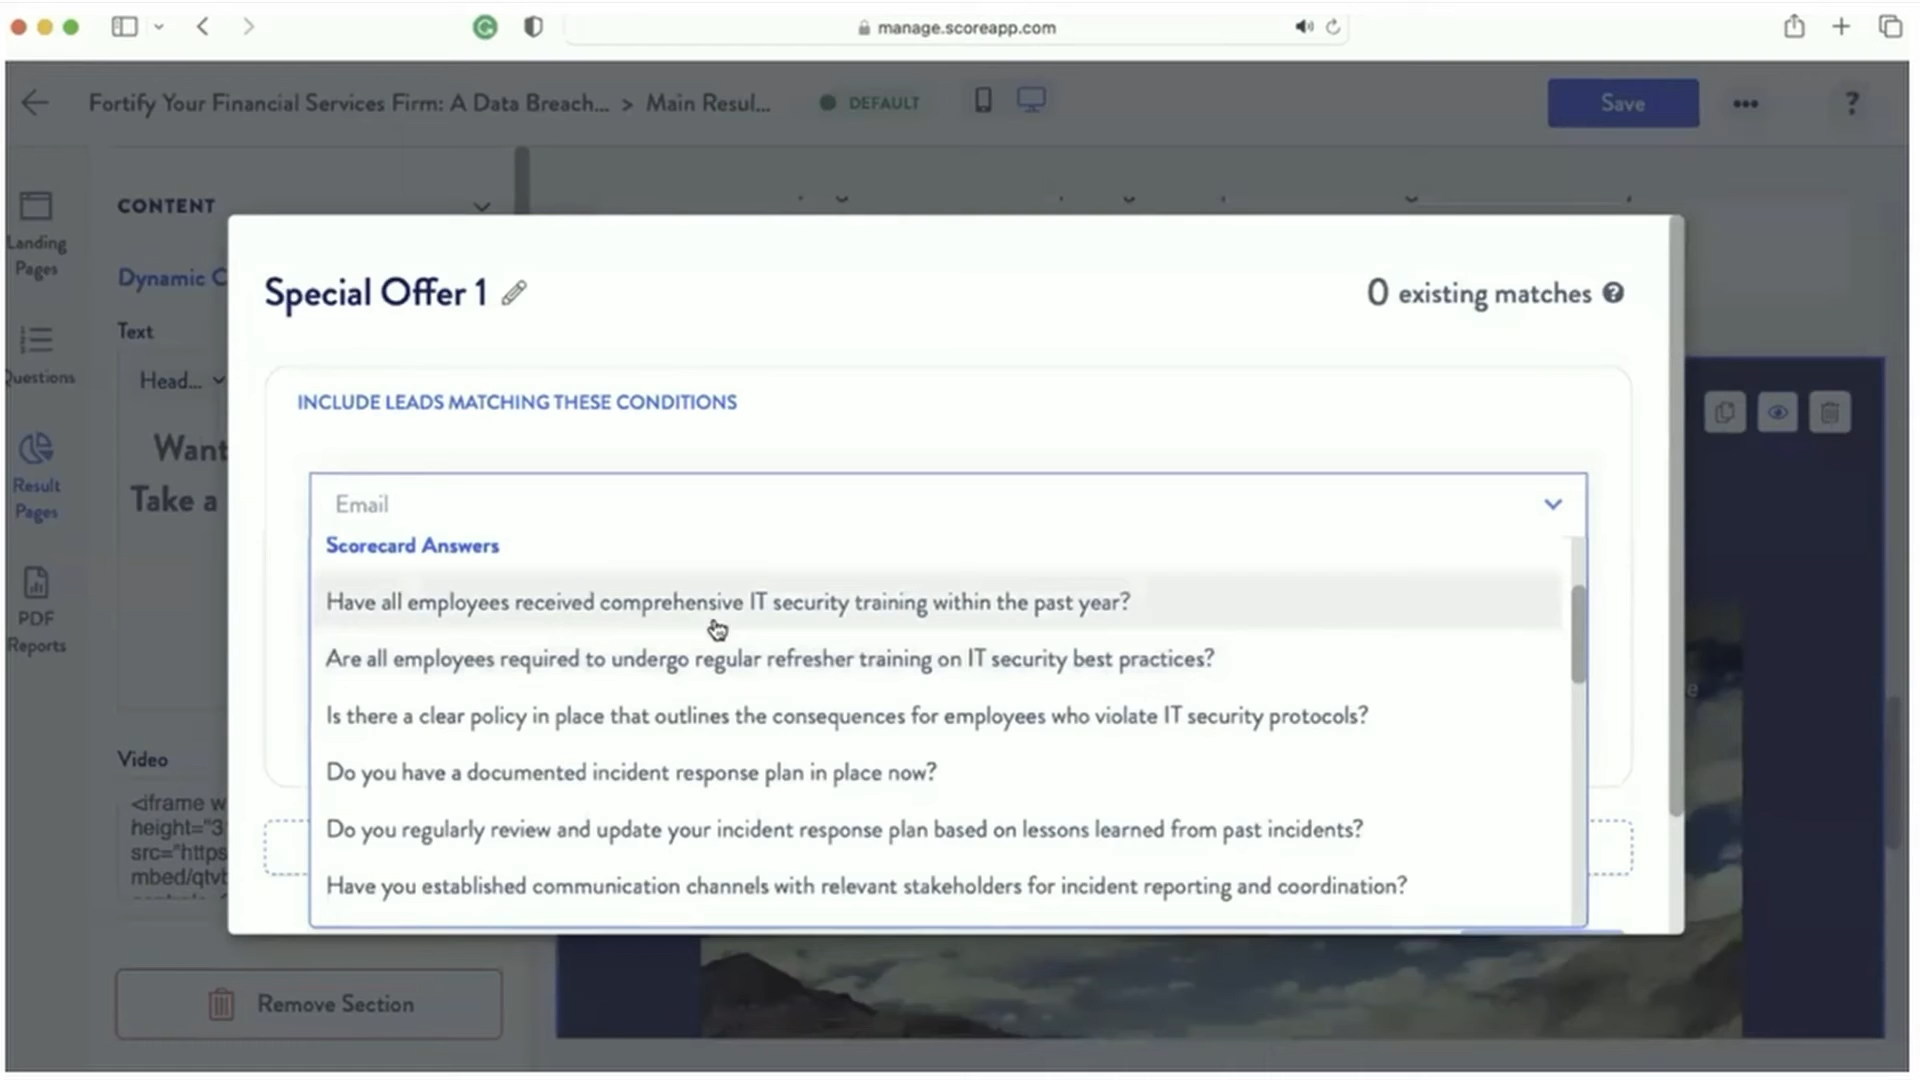 manage.scoreapp.com
Fortify Your Financial Services Firm: A Data Breach... > Main Resul...
DEFAULT
Save
?
CONTENT
Landing
Pages
Dynamic C
Text
Head...
Questions
Want
Take a
Result
Pages
PDF
Reports
Video
<iframe w
height="3
src="https
mbed/qtvb
Remove Section
Special Offer 1
0 existing matches ?
INCLUDE LEADS MATCHING THESE CONDITIONS
Email
Scorecard Answers
Have all employees received comprehensive IT security training within the past year?
Are all employees required to undergo regular refresher training on IT security best practices?
Is there a clear policy in place that outlines the consequences for employees who violate IT security protocols?
Do you have a documented incident response plan in place now?
Do you regularly review and update your incident response plan based on lessons learned from past incidents?
Have you established communication channels with relevant stakeholders for incident reporting and coordination?